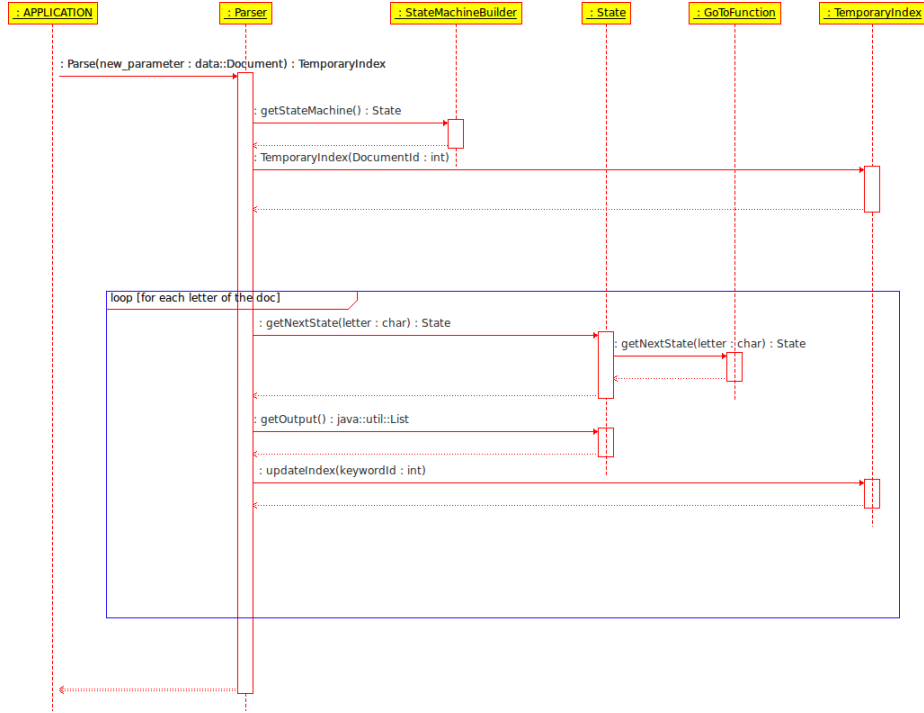 : APPLICATION
: Parser
: StateMachineBuilder
: State
: GoToFunction
: TemporaryIndex
: Parse(new_parameter : data::Document) : TemporaryIndex
: getStateMachine() : State
: TemporaryIndex(DocumentId : int)
loop [for each letter of the doc]
: getNextState(letter : char) : State
: getNextState(letter : char) : State
: getOutput() : java::util::List
: updateIndex(keywordId : int)